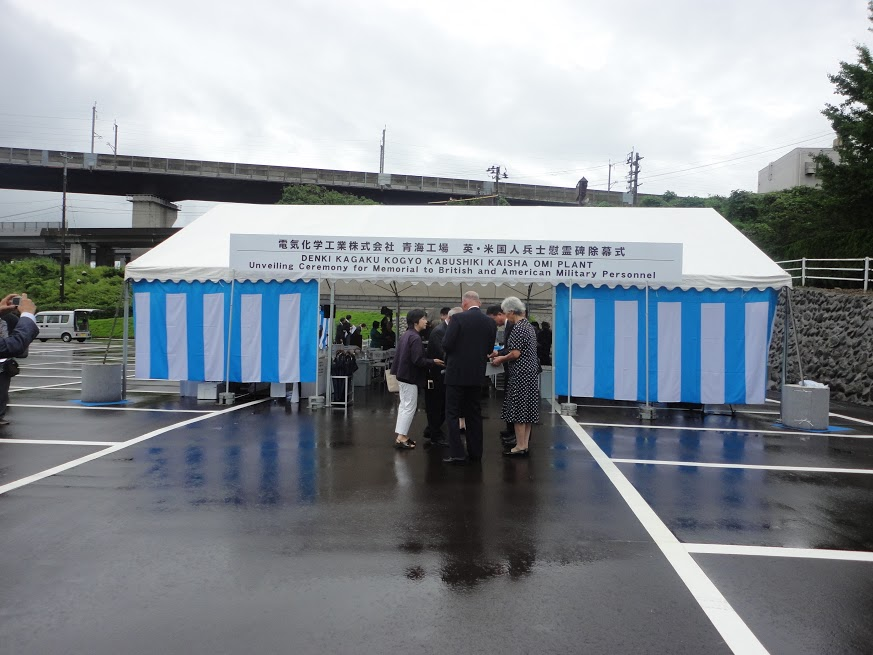 電気化学工業株式会社 青海工場 英・米国人兵士慰霊碑除幕式
DENKI KAGAKU KOGYO KABUSHIKI KAISHA OMI PLANT
Unveiling Ceremony for Memorial to British and American Military Personnel